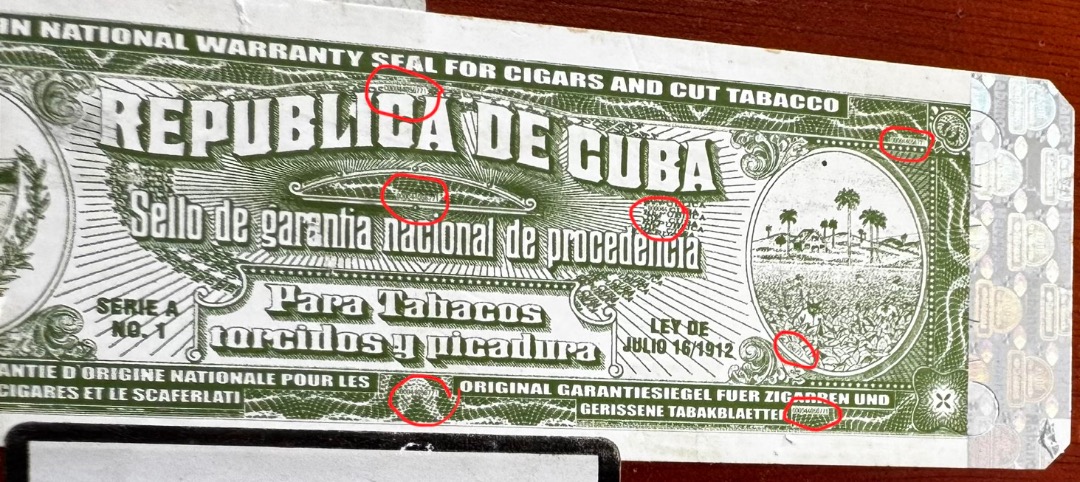 NATIONAL WARRANTY SEAL FOR CIGARS AND CUT TABACCO
REPUBLICA DE CUBA
Sello de garantia nacional de procedencia
Para Tabacos
torcidos y picadura
SERIE A
NO. 1
LEY DE
JULIO 16/1912
D'ORIGINE NATIONALE POUR LES
CIGARES ET LE SCAFERLATI
ORIGINAL GARANTIESIEGEL FUER ZIGARREN UND
GERISSENE TABAKBLAETTER